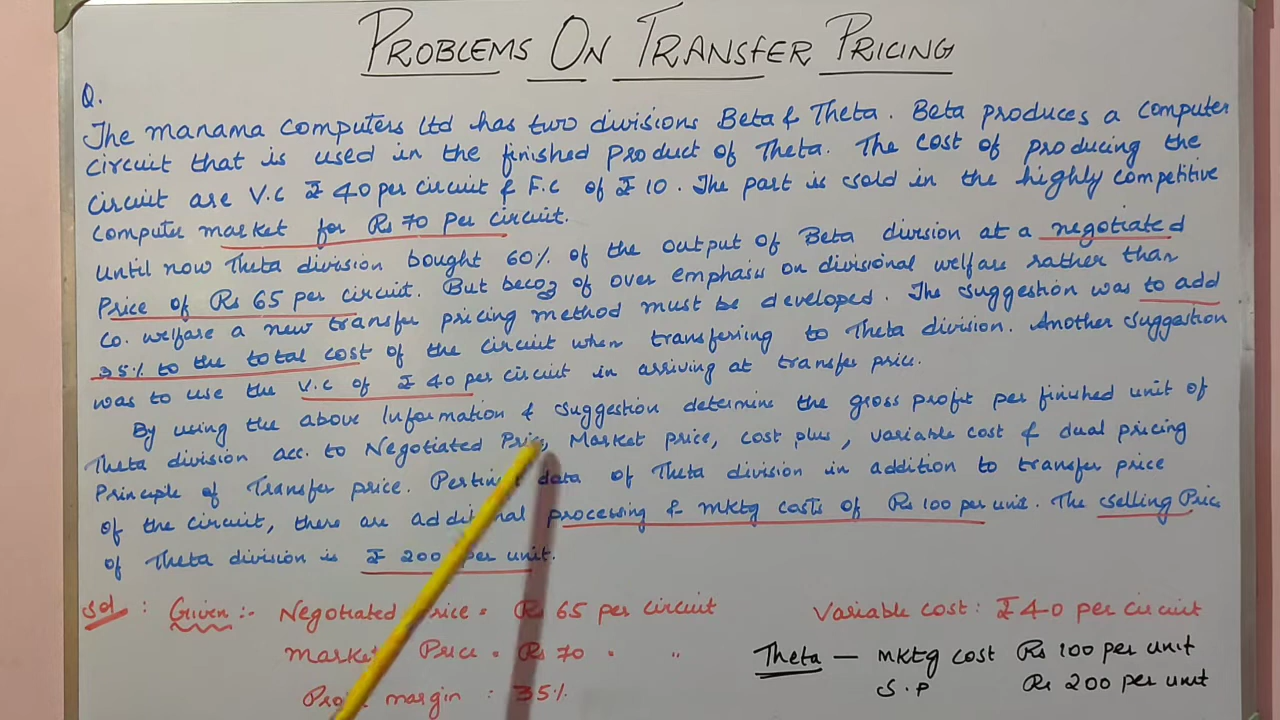 PROBLEMS ON TRANSFER PRICING
Q.
The manama computers ltd has two divisions Beta & Theta. Beta produces a computer
circuit that is used in the finished product of Theta. The cost of producing the
circuit are V.C ₹ 40 per circuit & F.C of ₹ 10. The part is sold in the highly competitive
computer market for Rs 70 per circuit.
Until now Theta division bought 60% of the output of Beta division at a negotiated
Price of Rs 65 per circuit. But becoz of over emphasis on divisional welfare rather than
co. welfare a new transfer pricing method must be developed. The suggestion was to add
35% to the total cost of the circuit when transferring to Theta division. Another suggestion
was to use the V.C of ₹ 40 per circuit in arriving at transfer price.
By using the above Information & suggestion determine the gross profit per finished unit of
Theta division acc. to Negotiated Price, Market price, cost plus, variable cost & dual pricing
Principle of Transfer price. data of Theta division in addition to transfer price
of the circuit, there are processing & mktg costs of Rs 100 per unit. The selling Price
of Theta division is ₹ 200 per unit.
Sol : Given :- Negotiated Price = Rs 65 per circuit Variable cost : ₹ 40 per circuit
Market Price = Rs 70 " " Theta — mktg cost Rs 100 per unit
Profit margin : 35% S.P Rs 200 per unit